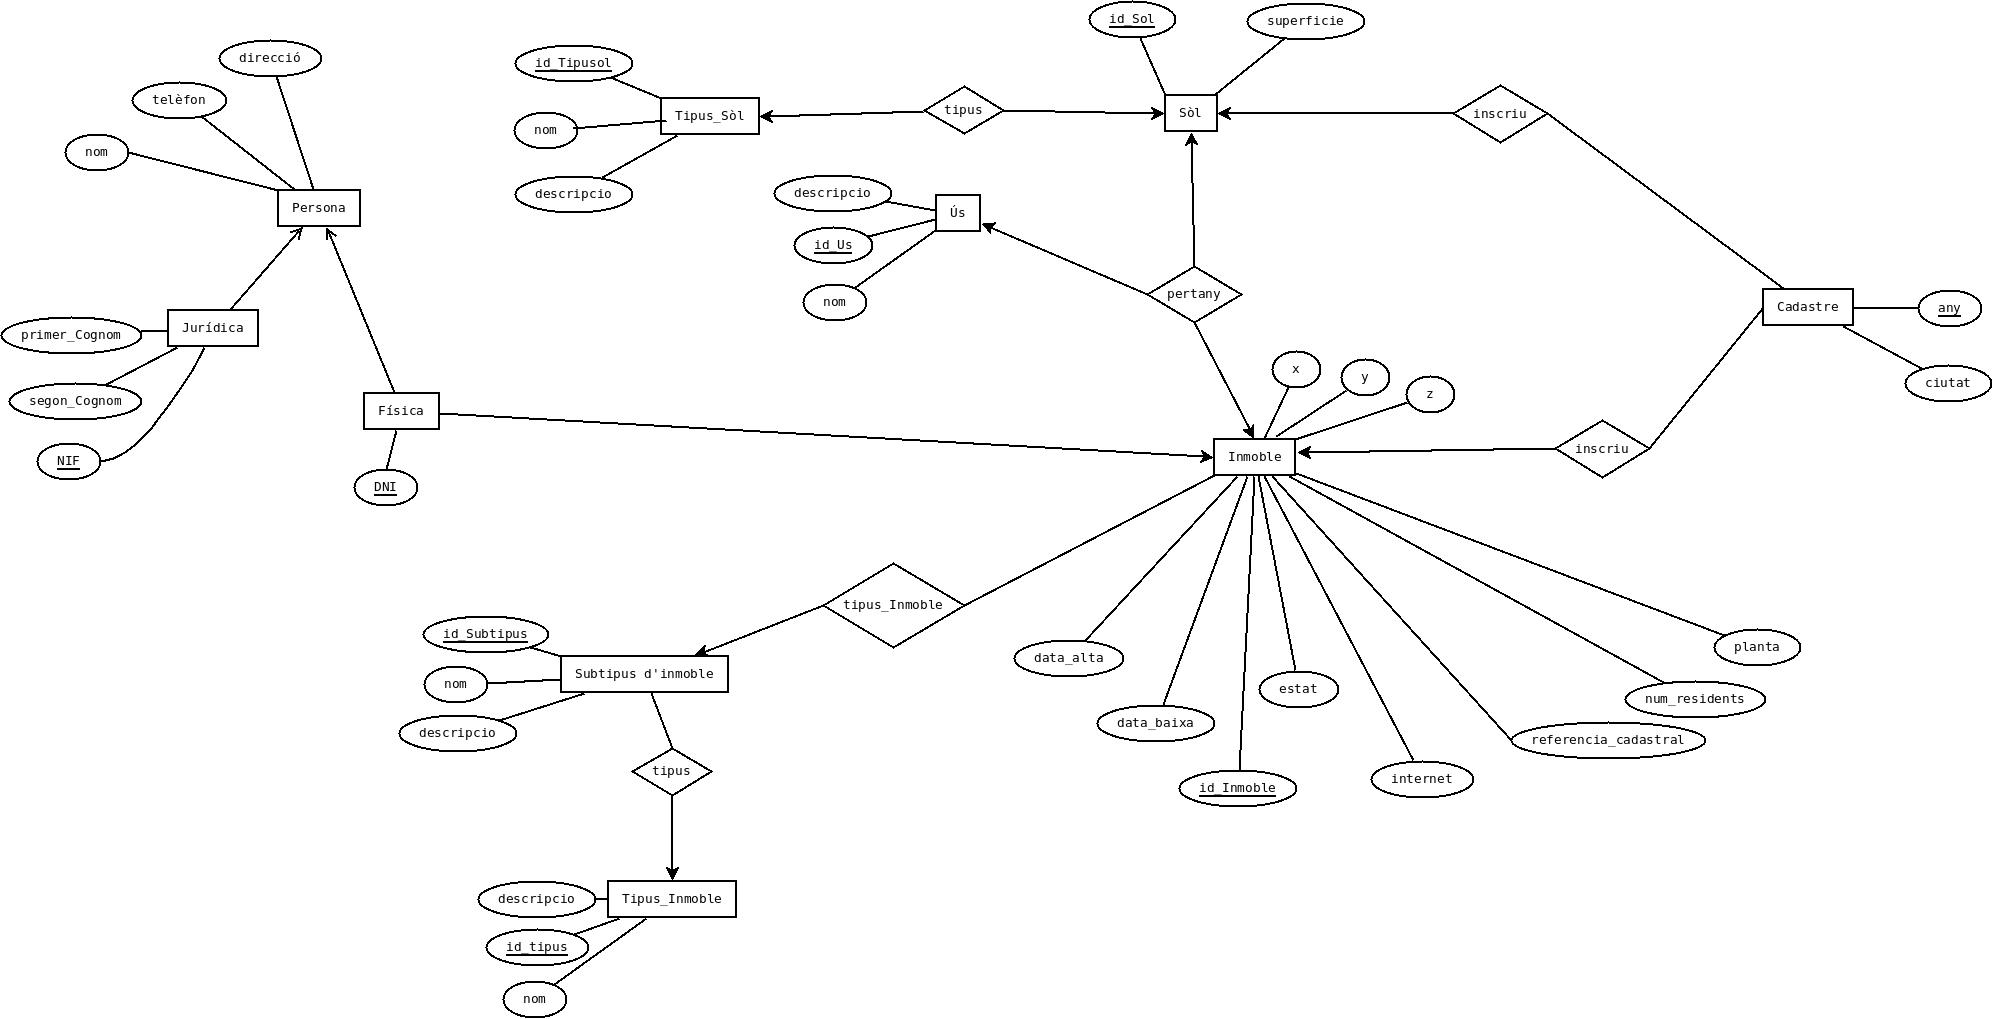 id_Sol
superficie
direcció
id_Tipusol
telèfon
tipus
Tipus_Sòl
Sòl
inscriu
nom
nom
descripcio
descripcio
Persona
Ús
id_Us
pertany
nom
Cadastre
any
primer_Cognom
Jurídica
x
y
z
ciutat
segon_Cognom
Física
NIF
DNI
Inmoble
inscriu
tipus_Inmoble
id_Subtipus
Subtipus d'inmoble
nom
descripcio
data_alta
planta
estat
num_residents
data_baixa
referencia_cadastral
tipus
internet
id_Inmoble
descripcio
Tipus_Inmoble
id_tipus
nom